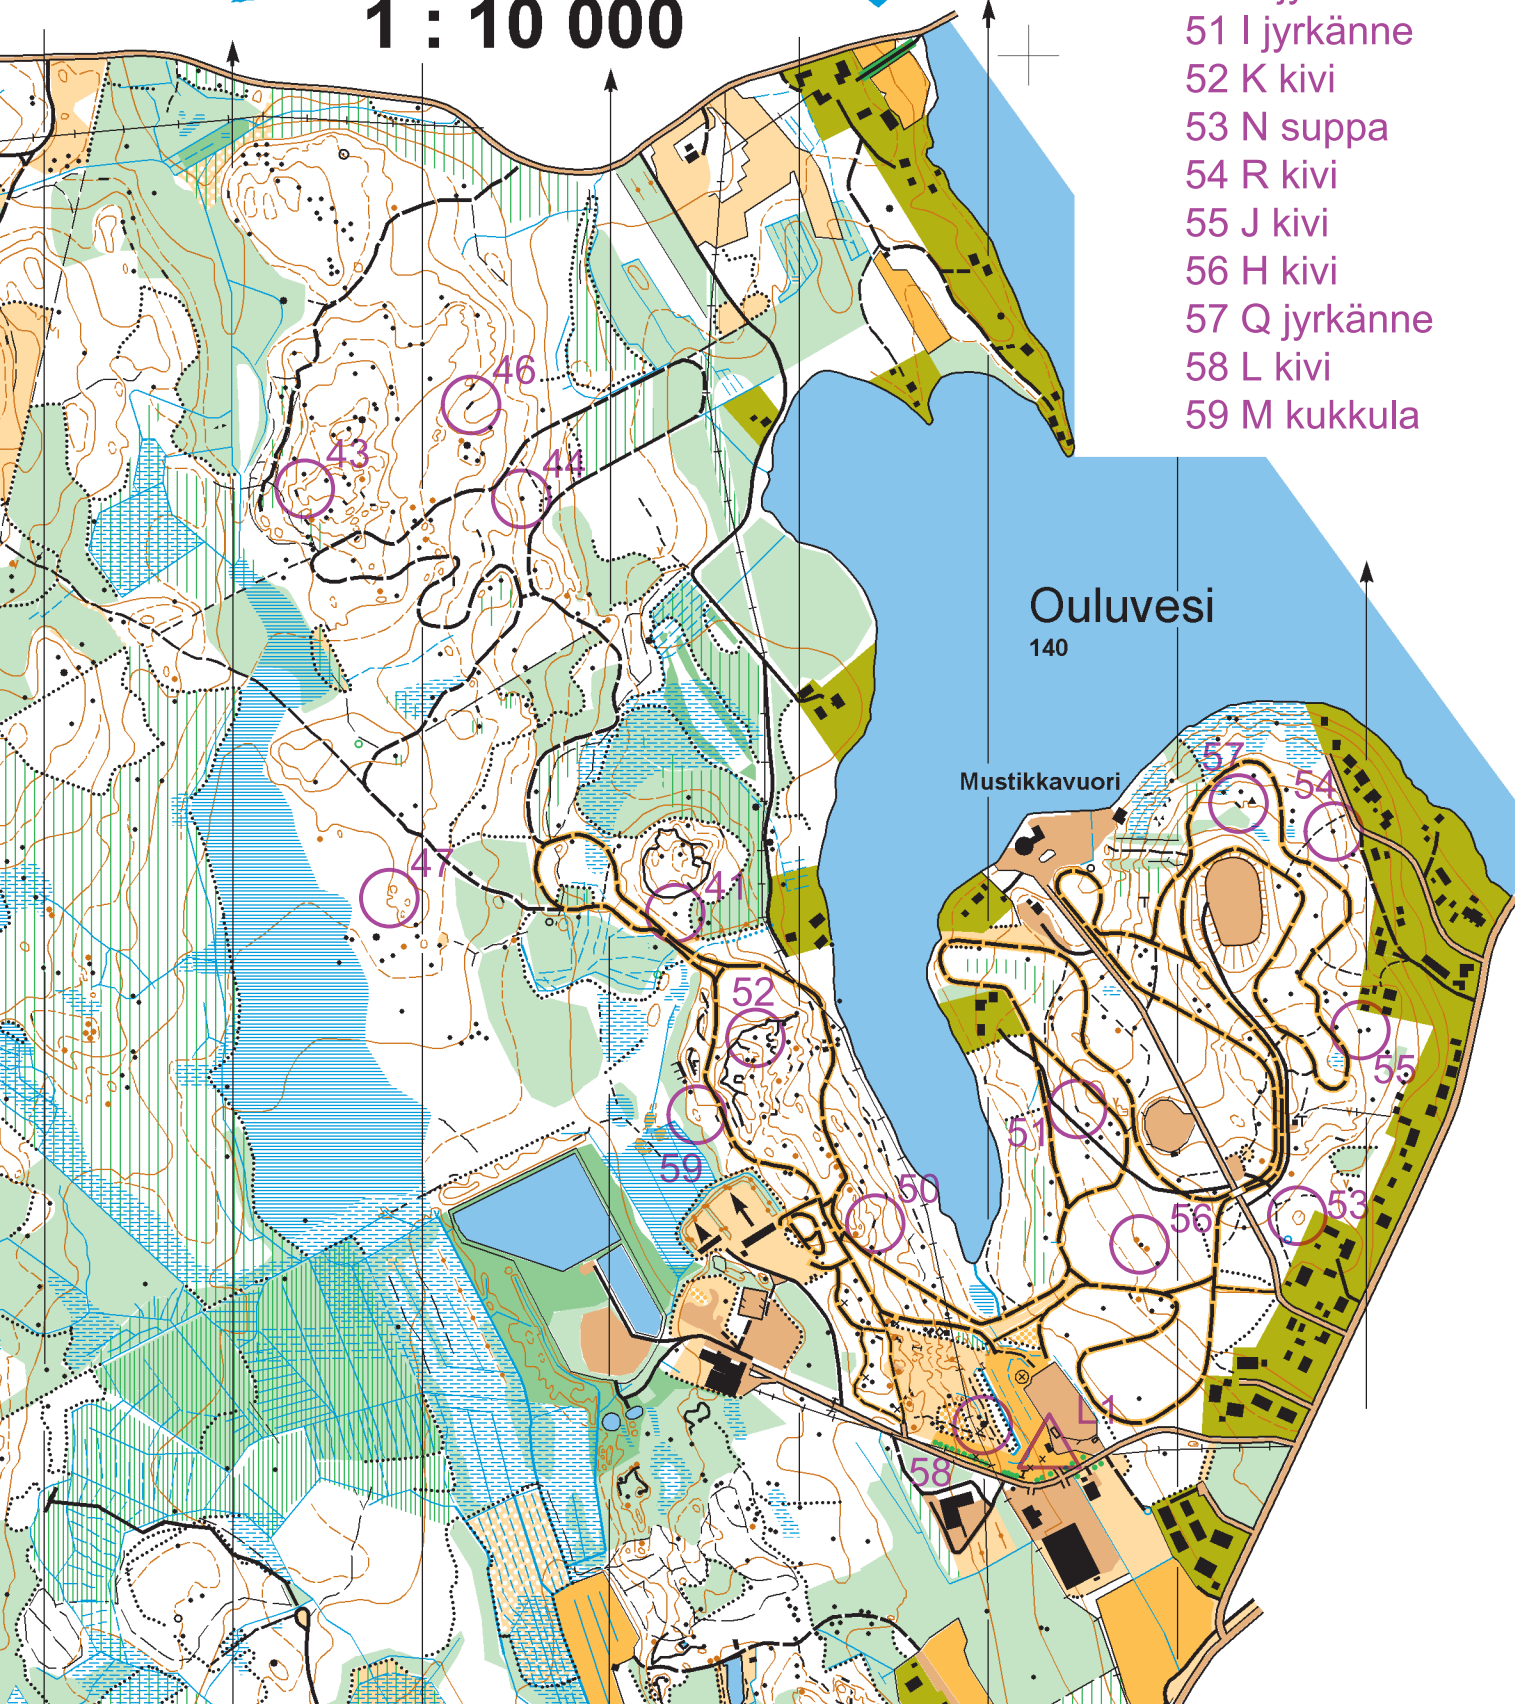 1 : 10 000
51 I jyrkänne
52 K kivi
53 N suppa
54 R kivi
55 J kivi
56 H kivi
57 Q jyrkänne
58 L kivi
59 M kukkula
46
43
44
Ouluvesi
140
57
Mustikkavuori
54
47
41
52
55
51
59
50
53
56
L1
58